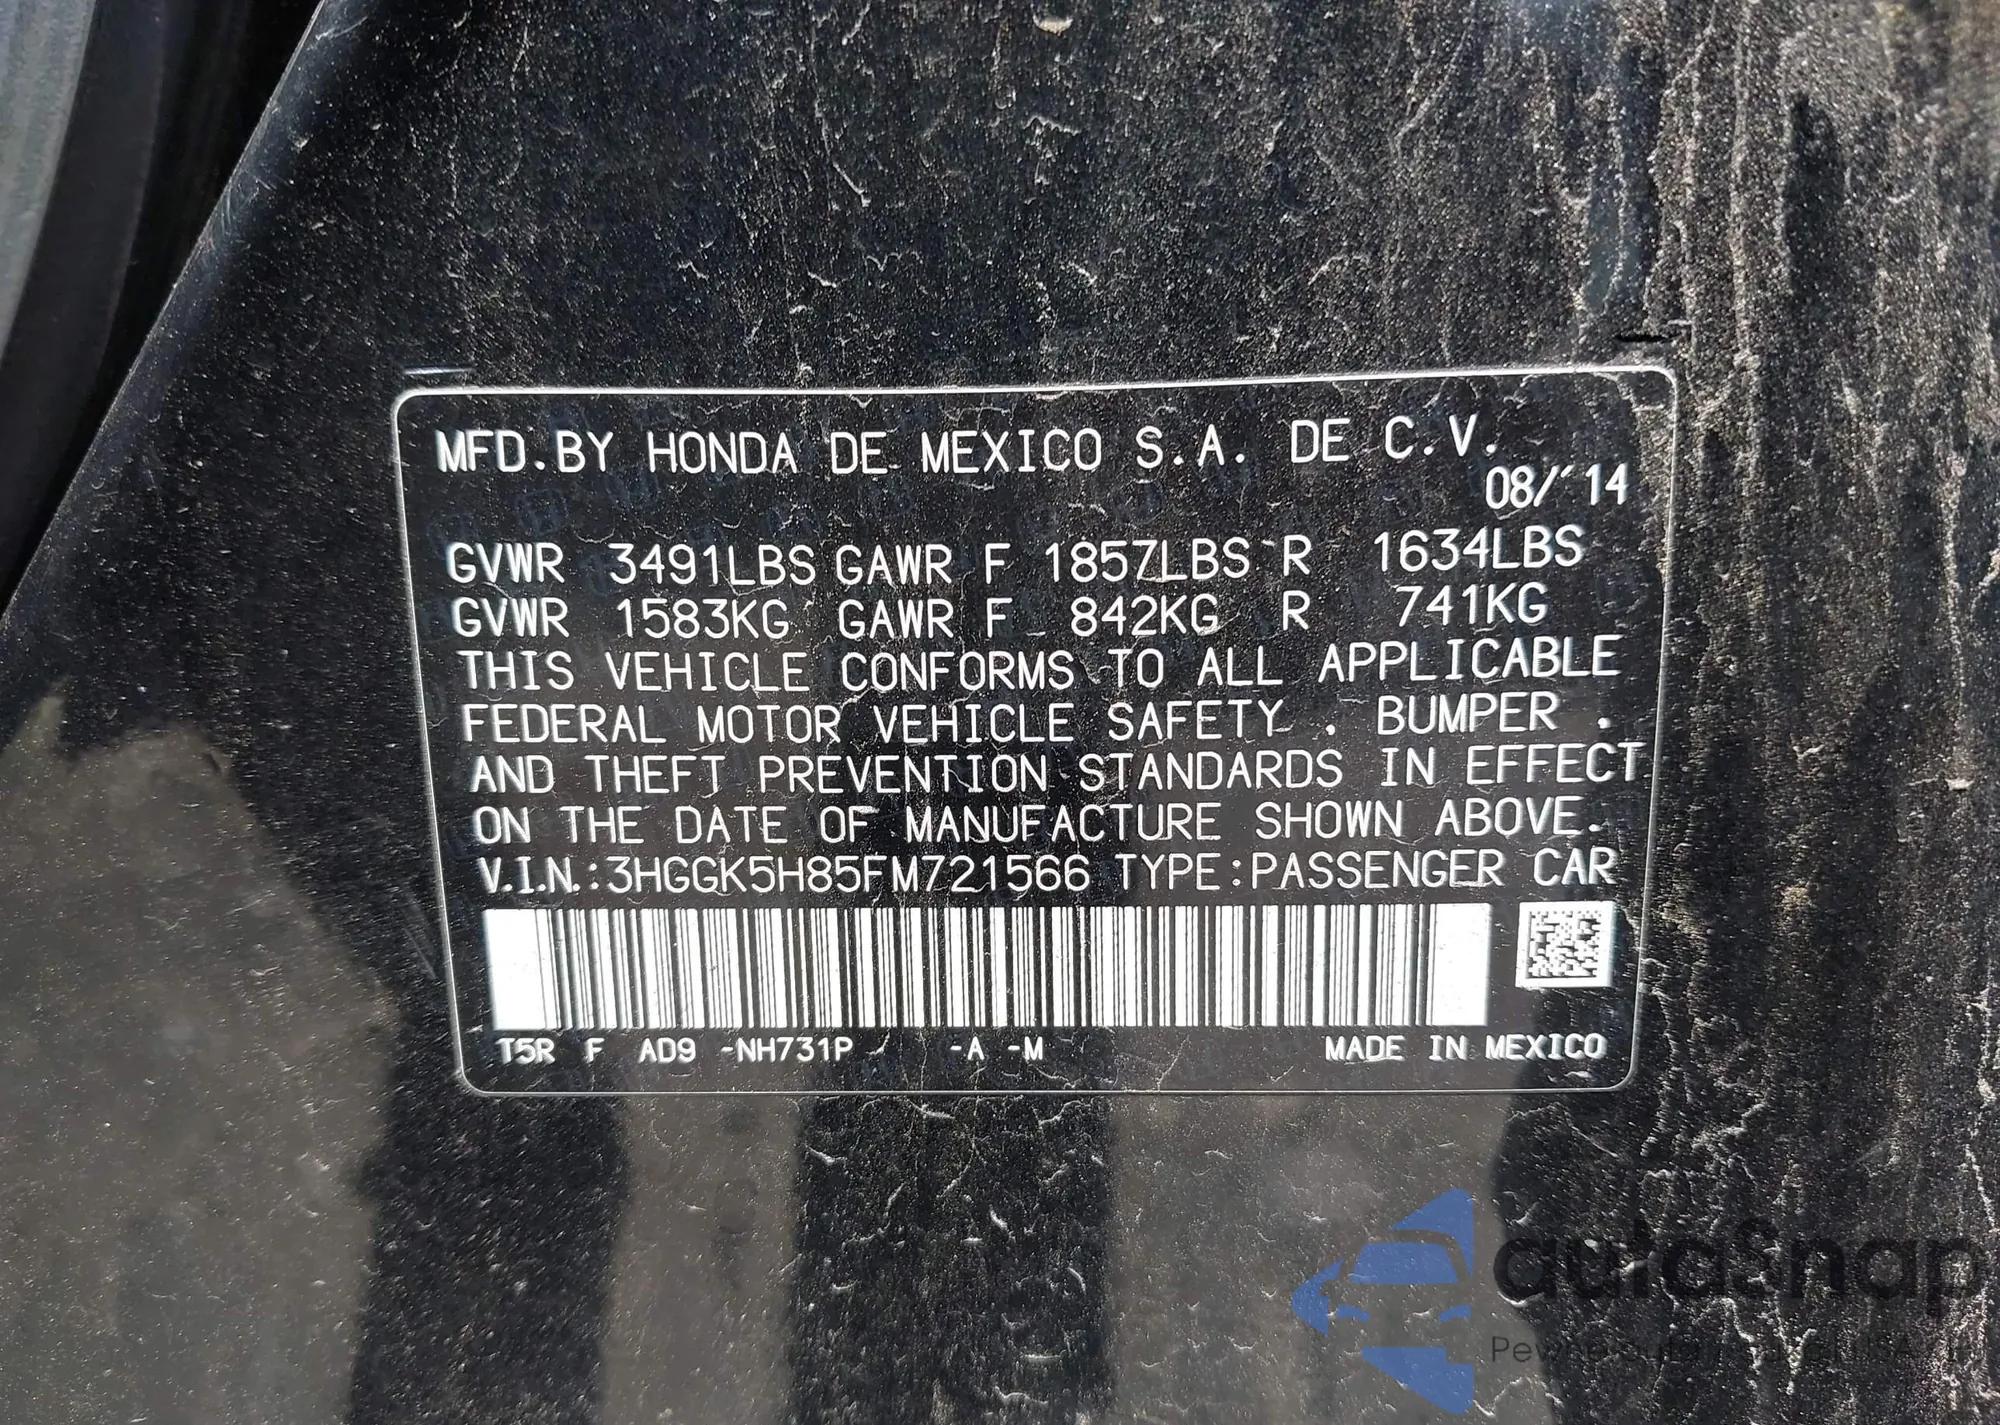 MFD.BY HONDA DE MEXICO S.A. DE C.V.
08/'14
GVWR 3491LBS GAWR F 1857LBS R 1634LBS
GVWR 1583KG GAWR F 842KG R 741KG
THIS VEHICLE CONFORMS TO ALL APPLICABLE
FEDERAL MOTOR VEHICLE SAFETY . BUMPER .
AND THEFT PREVENTION STANDARDS IN EFFECT
ON THE DATE OF MANUFACTURE SHOWN ABOVE.
V.I.N.:3HGGK5H85FM721566 TYPE:PASSENGER CAR
T5R F AD9 -NH731P -A -M MADE IN MEXICO
autoSnap
Pewne auta